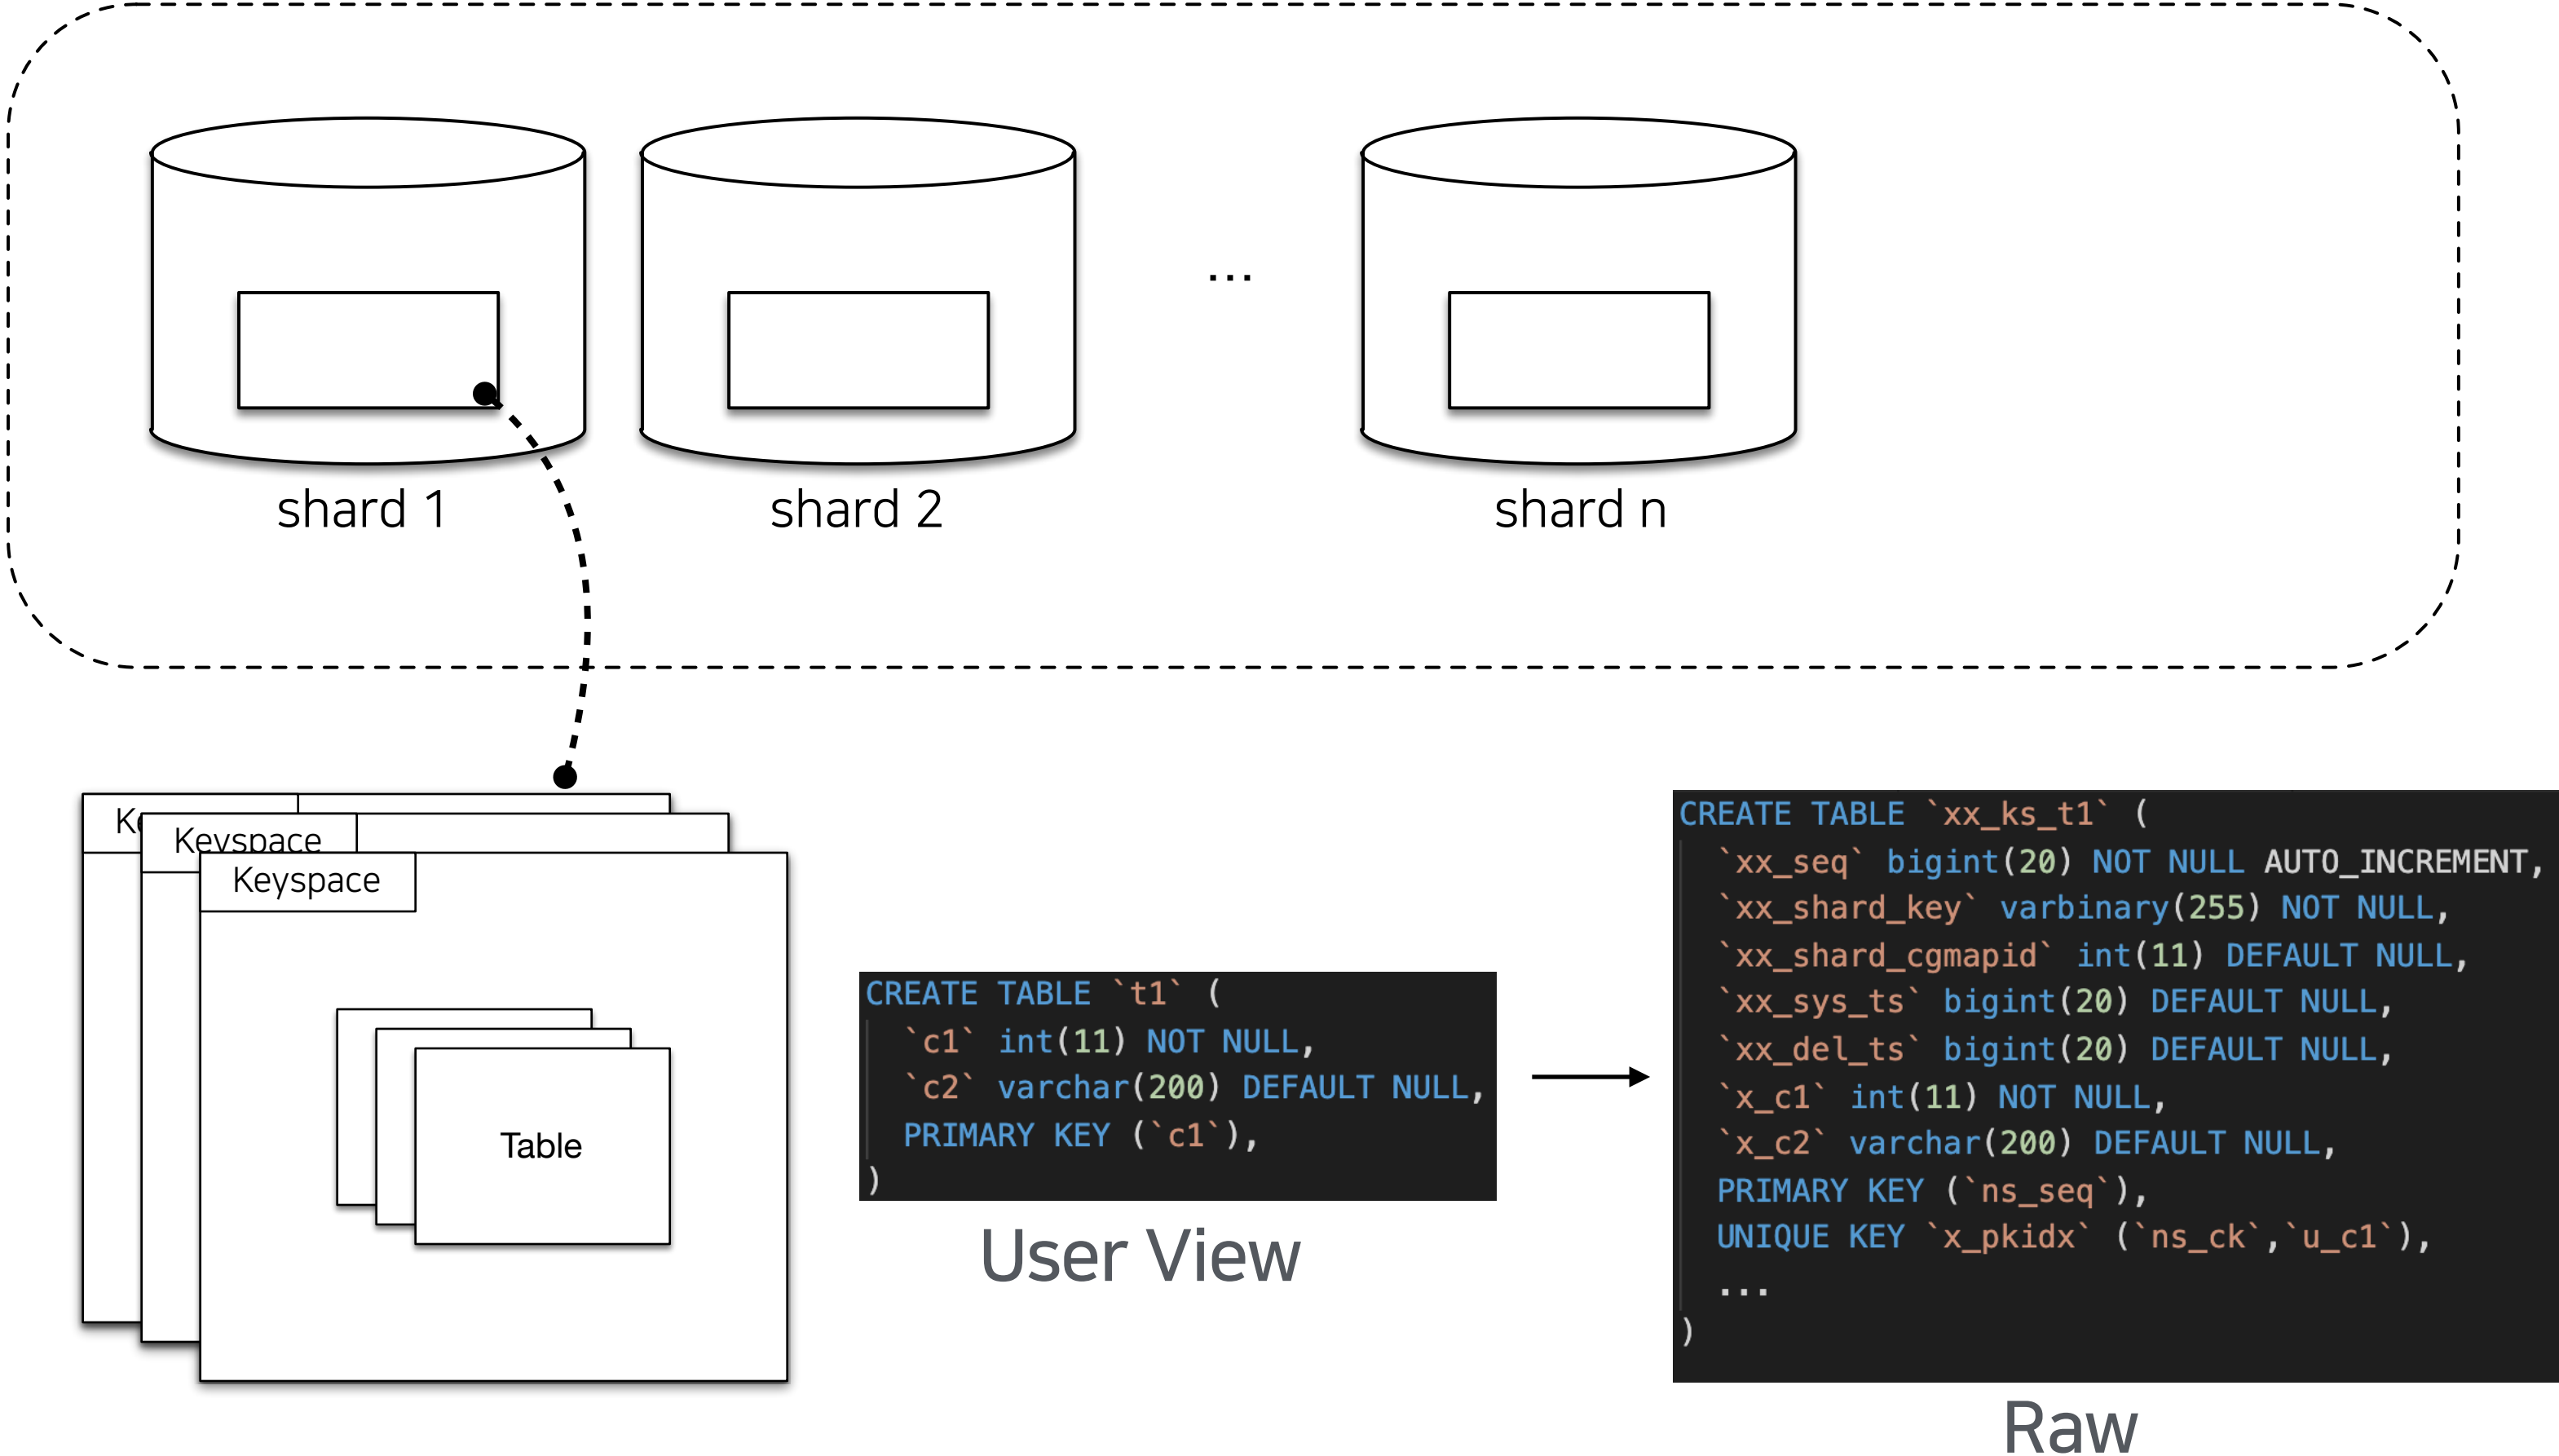 ...
shard 1
shard 2
shard n
Keyspace
Keyspace
Table
CREATE TABLE `t1` (
`c1` int(11) NOT NULL,
`c2` varchar(200) DEFAULT NULL,
PRIMARY KEY (`c1`),
)
User View
CREATE TABLE `xx_ks_t1` (
`xx_seq` bigint(20) NOT NULL AUTO_INCREMENT,
`xx_shard_key` varbinary(255) NOT NULL,
`xx_shard_cgmapid` int(11) DEFAULT NULL,
`xx_sys_ts` bigint(20) DEFAULT NULL,
`xx_del_ts` bigint(20) DEFAULT NULL,
`x_c1` int(11) NOT NULL,
`x_c2` varchar(200) DEFAULT NULL,
PRIMARY KEY (`ns_seq`),
UNIQUE KEY `x_pkidx` (`ns_ck`,`u_c1`),
...
)
Raw